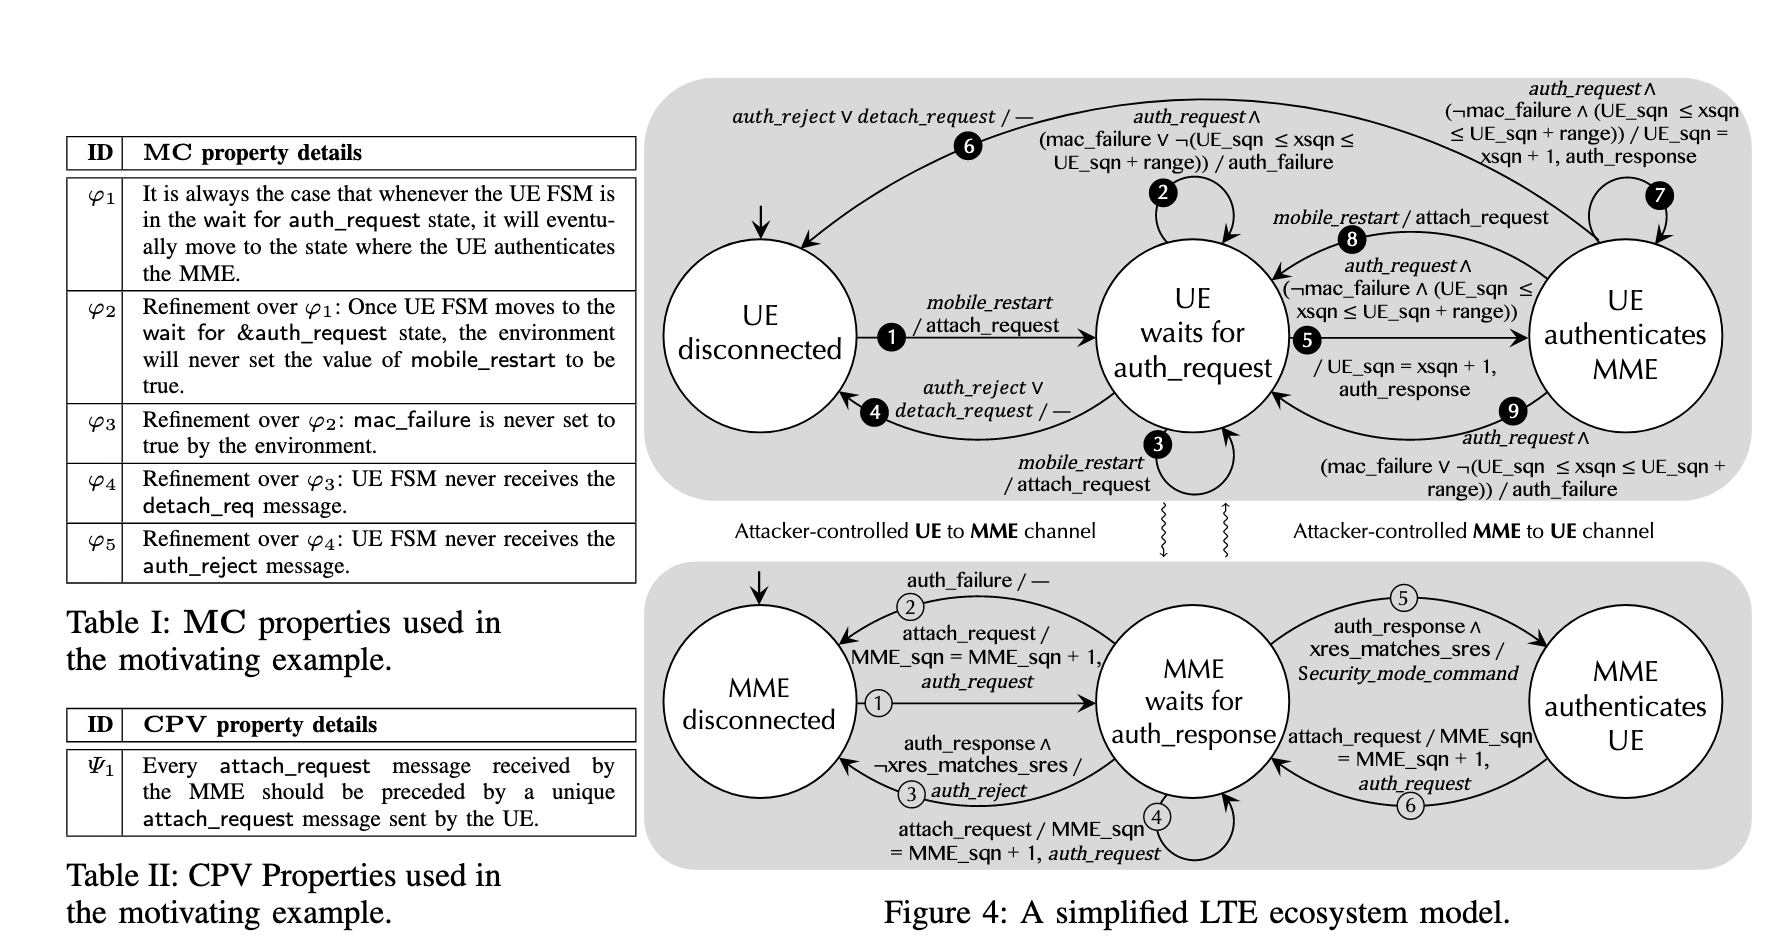 ID MC property details
φ1 It is always the case that whenever the UE FSM is
in the wait for auth_request state, it will eventu-
ally move to the state where the UE authenticates
the MME.
φ2 Refinement over φ1: Once UE FSM moves to the
wait for &auth_request state, the environment
will never set the value of mobile_restart to be
true.
φ3 Refinement over φ2: mac_failure is never set to
true by the environment.
φ4 Refinement over φ3: UE FSM never receives the
detach_req message.
φ5 Refinement over φ4: UE FSM never receives the
auth_reject message.
Table I: MC properties used in
the motivating example.
ID CPV property details
Ψ1 Every attach_request message received by
the MME should be preceded by a unique
attach_request message sent by the UE.
Table II: CPV Properties used in
the motivating example.
auth_reject ∨ detach_request / —
6
auth_request ∧
(mac_failure ∨ ¬(UE_sqn ≤ xsqn ≤
UE_sqn + range)) / auth_failure
2
auth_request ∧
(¬mac_failure ∧ (UE_sqn ≤ xsqn
≤ UE_sqn + range)) / UE_sqn =
xsqn + 1, auth_response
7
mobile_restart / attach_request
8
UE
disconnected
mobile_restart
/ attach_request
1
auth_reject ∨
detach_request / —
4
UE
waits for
auth_request
auth_request ∧
(¬mac_failure ∧ (UE_sqn ≤
xsqn ≤ UE_sqn + range))
5
/ UE_sqn = xsqn + 1,
auth_response
UE
authenticates
MME
3
mobile_restart
/ attach_request
9
auth_request ∧
(mac_failure ∨ ¬(UE_sqn ≤ xsqn ≤ UE_sqn +
range)) / auth_failure
Attacker-controlled UE to MME channel
Attacker-controlled MME to UE channel
auth_failure / —
2
attach_request /
MME_sqn = MME_sqn + 1,
auth_request
1
MME
disconnected
auth_response ∧
¬xres_matches_sres /
auth_reject
3
MME
waits for
auth_response
4
attach_request / MME_sqn
= MME_sqn + 1, auth_request
5
auth_response ∧
xres_matches_sres /
Security_mode_command
attach_request / MME_sqn
= MME_sqn + 1,
auth_request
6
MME
authenticates
UE
Figure 4: A simplified LTE ecosystem model.